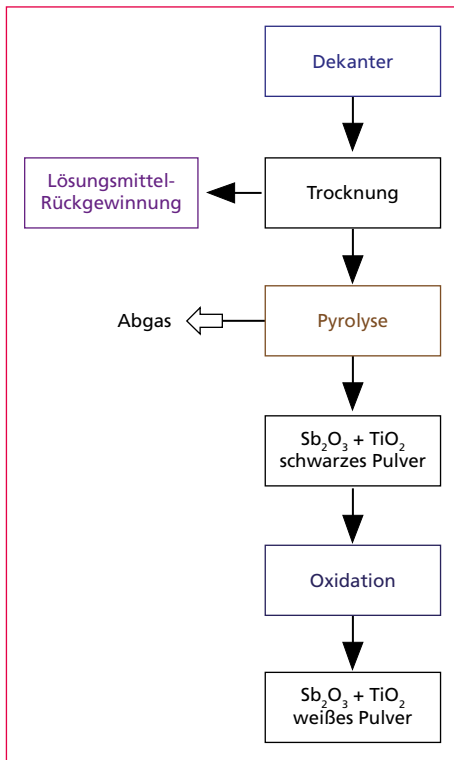 Dekanter
Lösungsmittel-
Rückgewinnung
Trocknung
Abgas
Pyrolyse
Sb₂O₃ + TiO₂
schwarzes Pulver
Oxidation
Sb₂O₃ + TiO₂
weißes Pulver